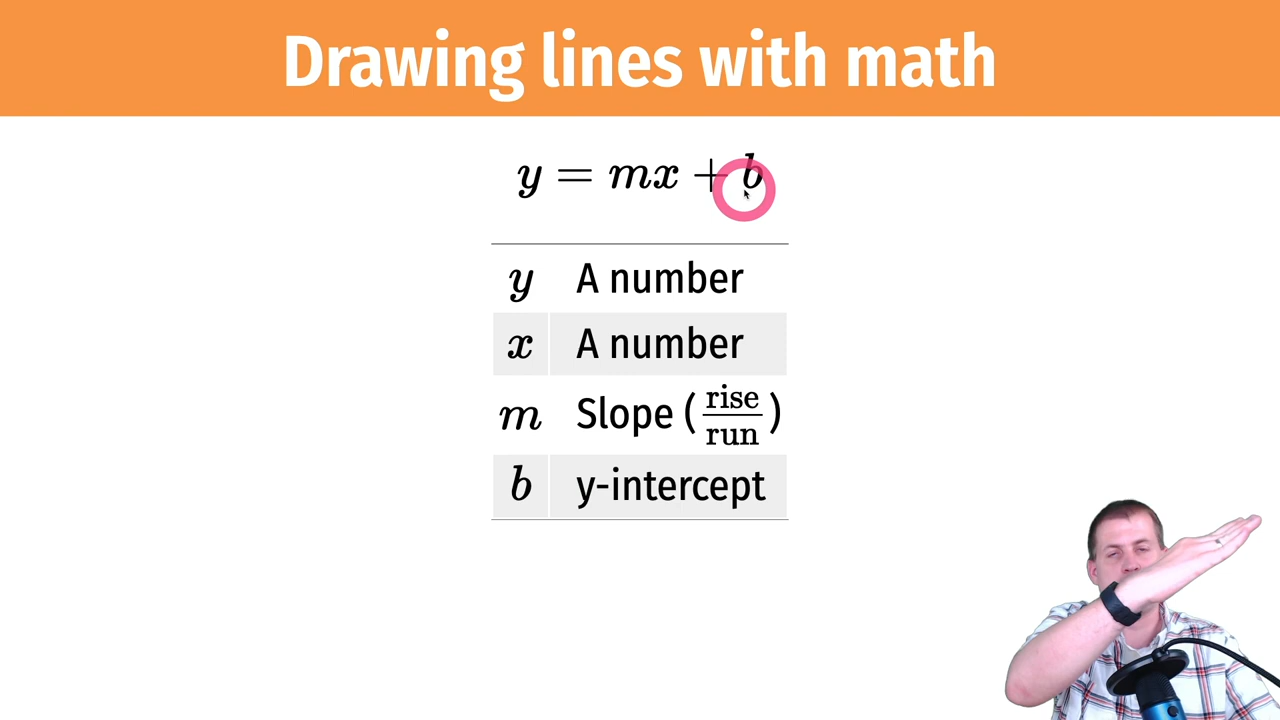 Drawing lines with math
y = mx + b
y A number
x A number
m Slope (rise/run)
b y-intercept